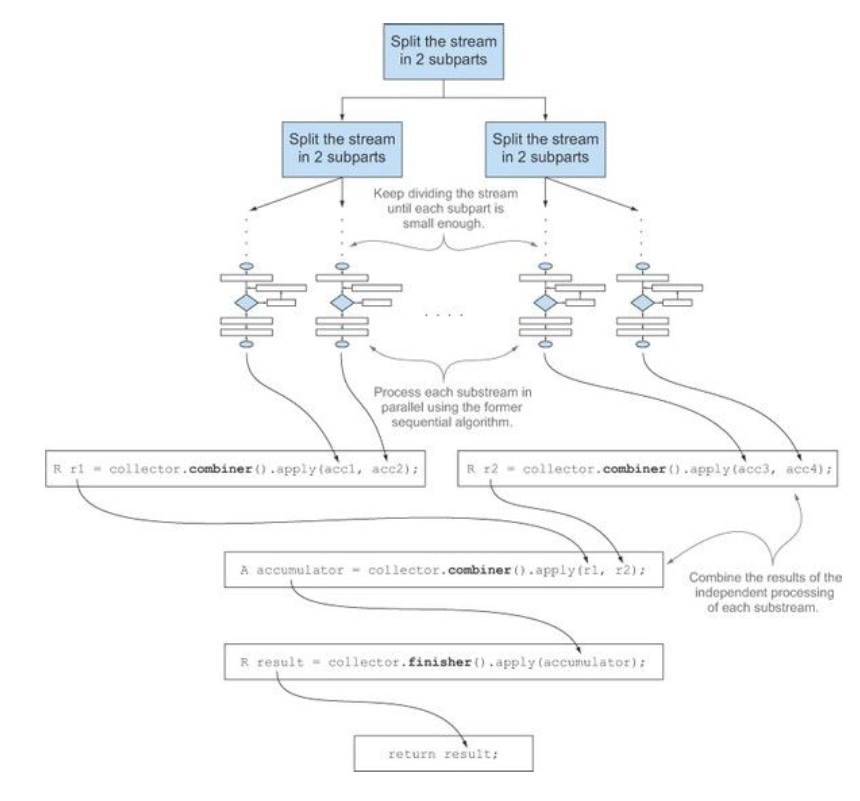 Split the stream
in 2 subparts
Split the stream
in 2 subparts
Split the stream
in 2 subparts
Keep dividing the stream
until each subpart is
small enough.
. . . .
Process each substream in
parallel using the former
sequential algorithm.
R r1 = collector.combiner().apply(acc1, acc2);
R r2 = collector.combiner().apply(acc3, acc4);
A accumulator = collector.combiner().apply(r1, r2);
Combine the results of the
independent processing
of each substream.
R result = collector.finisher().apply(accumulator);
return result;